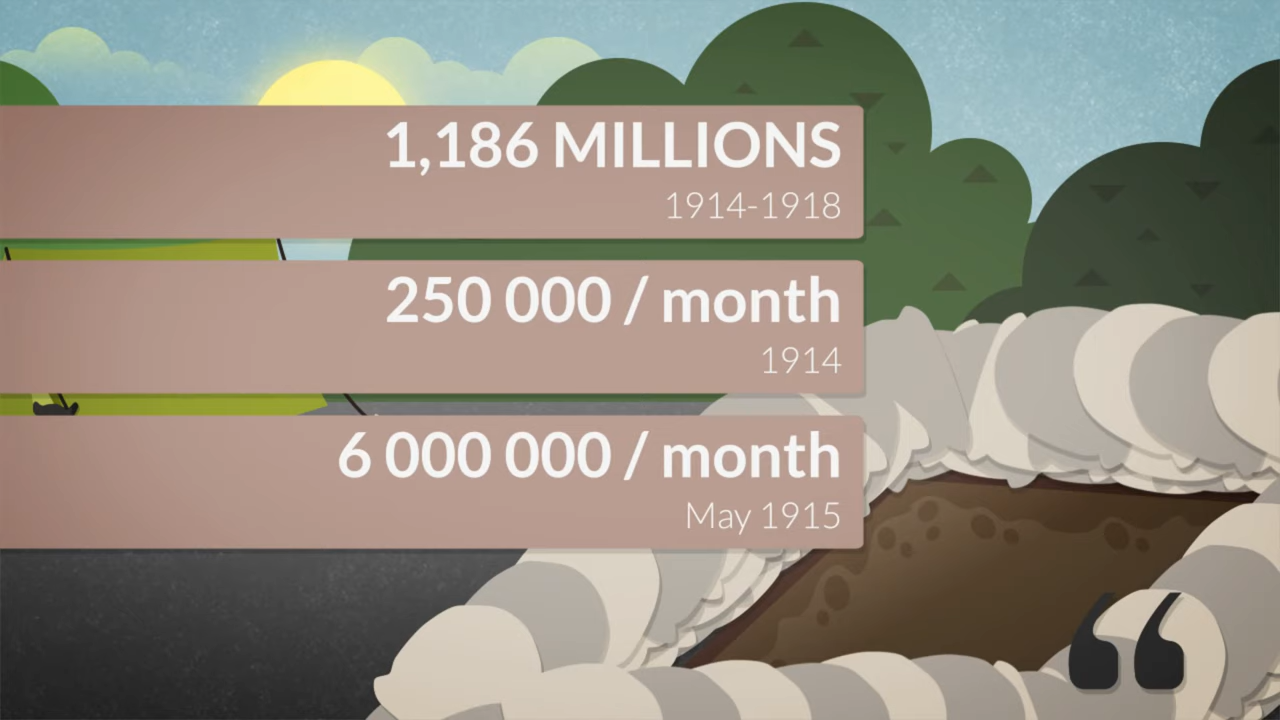 1,186 MILLIONS
1914-1918
250 000 / month
1914
6 000 000 / month
May 1915
“